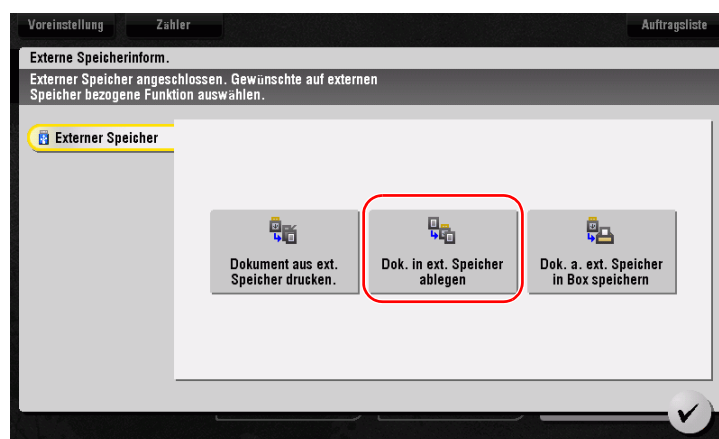 Voreinstellung Zähler Auftragsliste
Externe Speicherinform.
Externer Speicher angeschlossen. Gewünschte auf externen
Speicher bezogene Funktion auswählen.
Externer Speicher
Dokument aus ext.
Speicher drucken.
Dok. in ext. Speicher
ablegen
Dok. a. ext. Speicher
in Box speichern